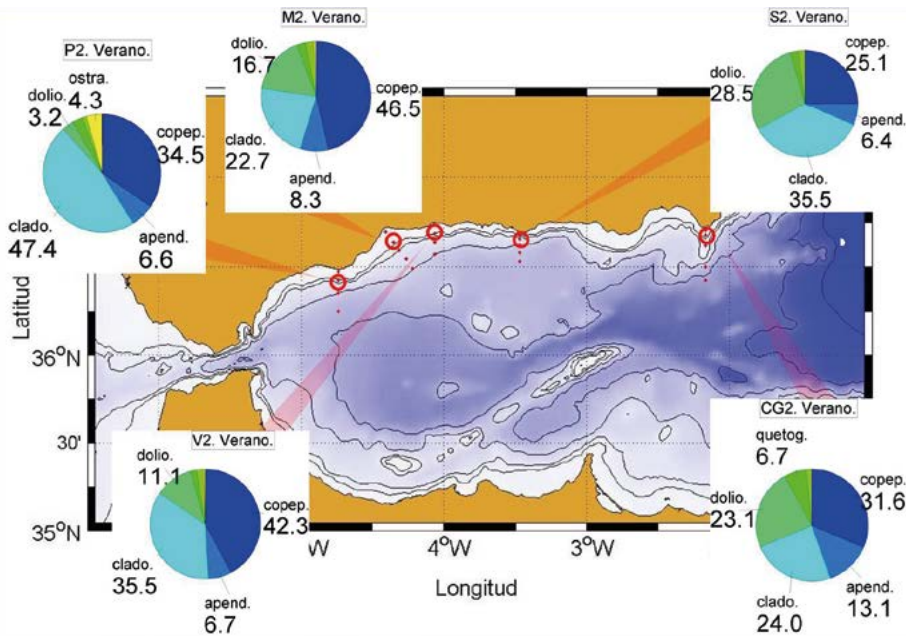 P2. Verano.
ostra.
4.3
dolio.
3.2
copep.
34.5
clado.
47.4
apend.
6.6
M2. Verano.
dolio.
16.7
copep.
46.5
clado.
22.7
apend.
8.3
S2. Verano.
copep.
25.1
dolio.
28.5
apend.
6.4
clado.
35.5
Latitud
36°N
30'
35°N
V2. Verano.
dolio.
11.1
copep.
42.3
clado.
35.5
apend.
6.7
CG2. Verano.
quetog.
6.7
copep.
31.6
dolio.
23.1
clado.
24.0
apend.
13.1
W
4°W
3°W
Longitud